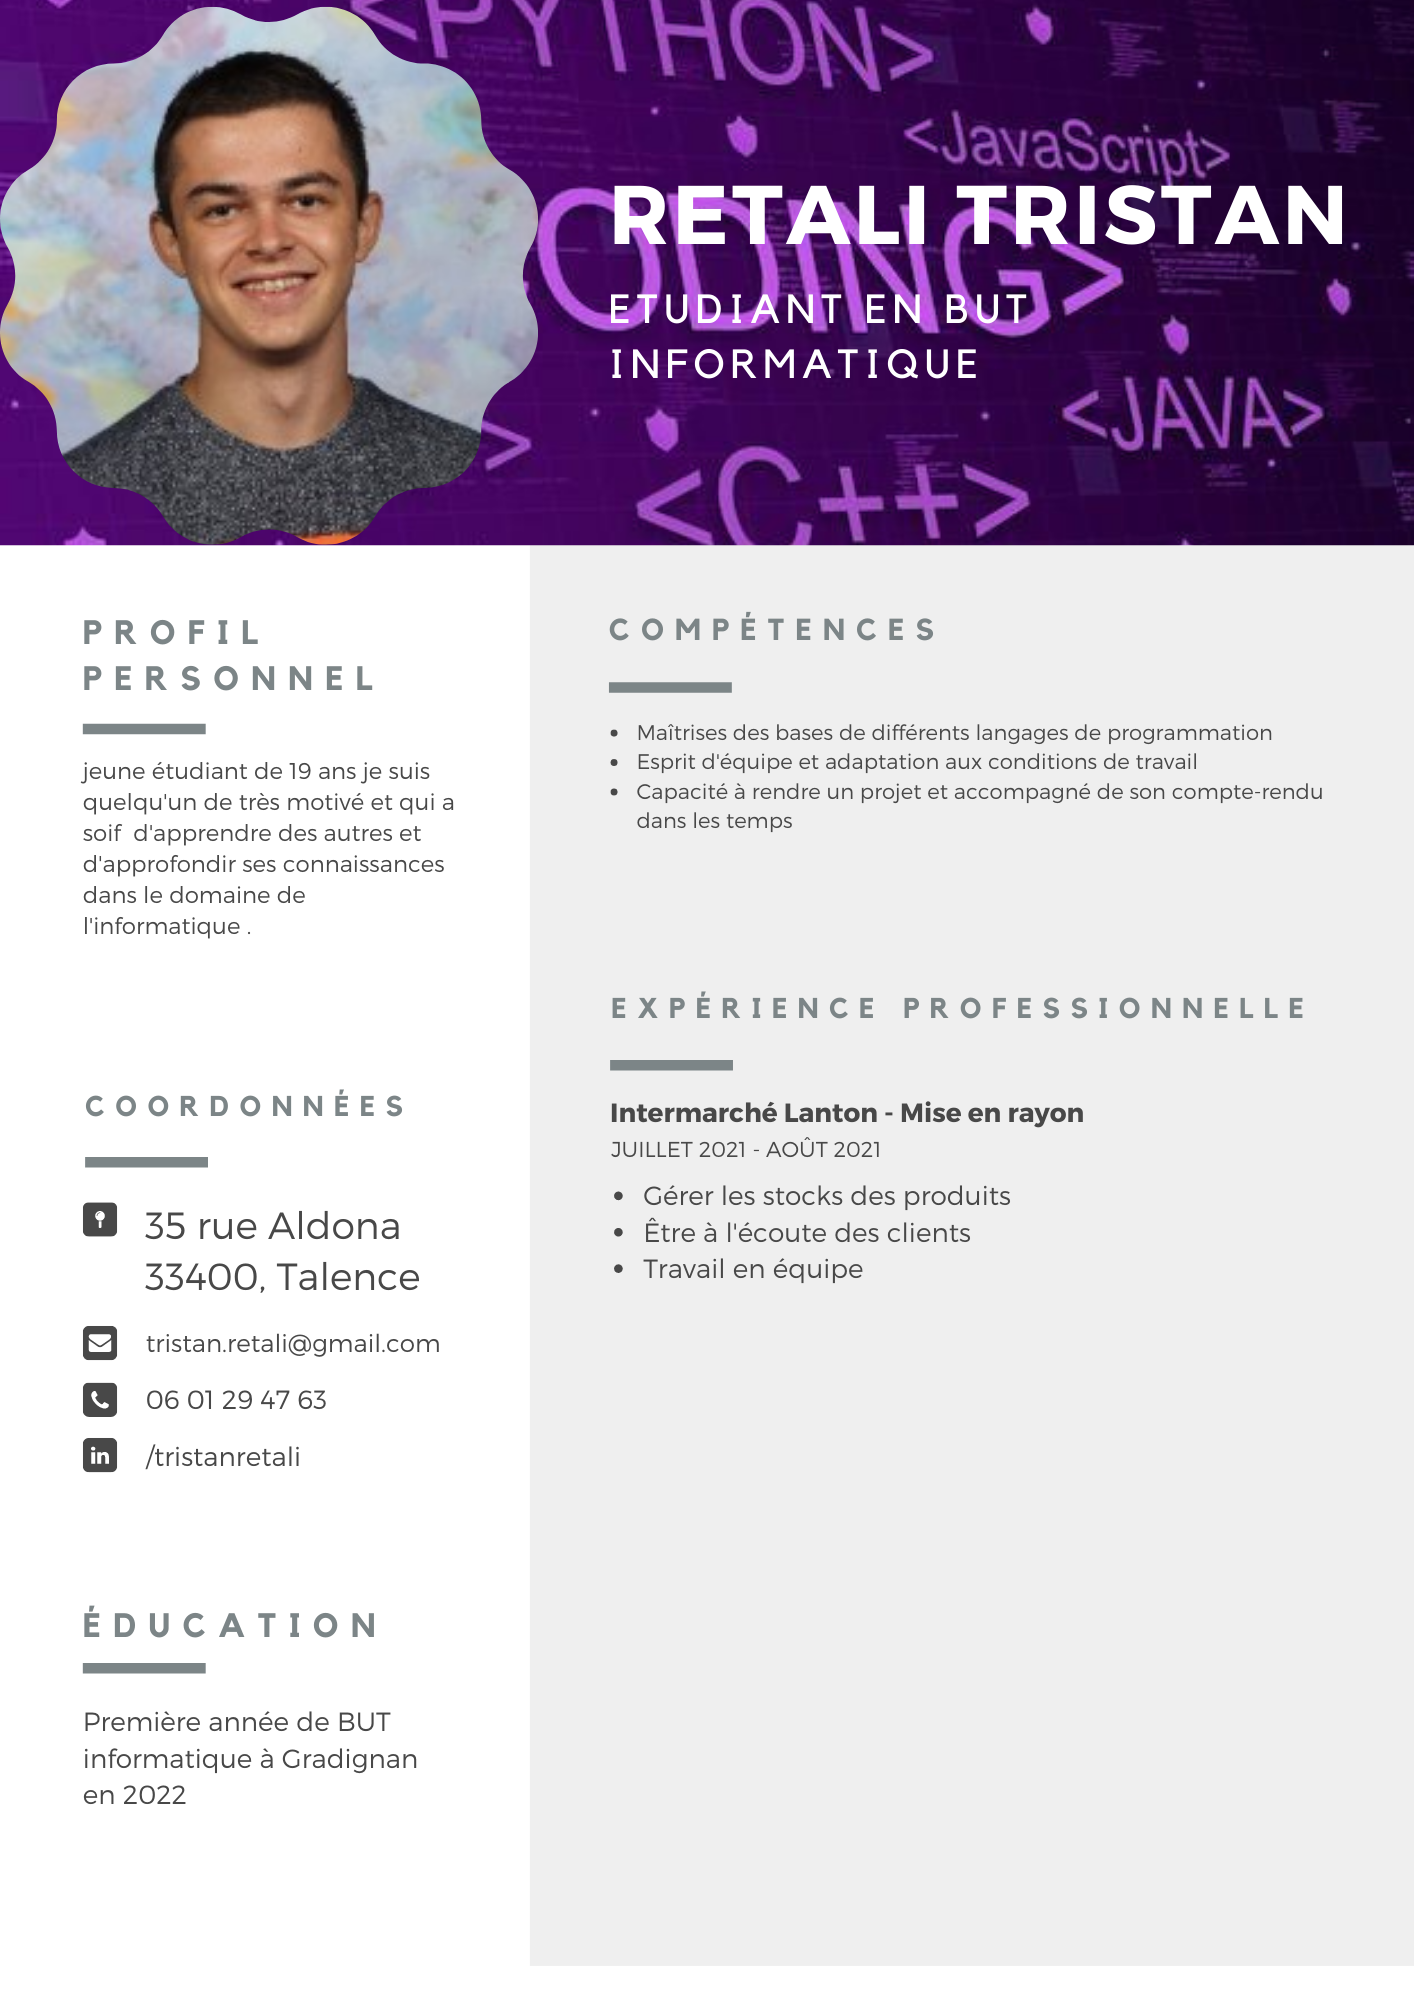 <PYTHON>
<JavaScript>
RETALI TRISTAN
ODING>
ETUDIANT EN BUT
INFORMATIQUE
<JAVA>
>
<C++>
PROFIL
PERSONNEL
jeune étudiant de 19 ans je suis
quelqu'un de très motivé et qui a
soif  d'apprendre des autres et
d'approfondir ses connaissances
dans le domaine de
l'informatique .
COORDONNÉES
35 rue Aldona
33400, Talence
tristan.retali@gmail.com
06 01 29 47 63
in
/tristanretali
ÉDUCATION
Première année de BUT
informatique à Gradignan
en 2022
COMPÉTENCES
• Maîtrises des bases de différents langages de programmation
• Esprit d'équipe et adaptation aux conditions de travail
• Capacité à rendre un projet et accompagné de son compte-rendu
dans les temps
EXPÉRIENCE PROFESSIONNELLE
Intermarché Lanton - Mise en rayon
JUILLET 2021 - AOÛT 2021
• Gérer les stocks des produits
• Être à l'écoute des clients
• Travail en équipe